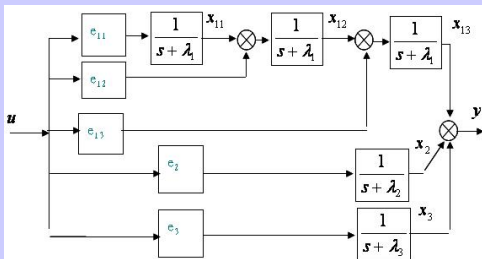 e₁₁ 1/(s + λ₁) x₁₁ 1/(s + λ₁) x₁₂ 1/(s + λ₁) x₁₃
e₁₂
u e₁₃ y
e₂ 1/(s + λ₂) x₂
e₃ 1/(s + λ₃) x₃